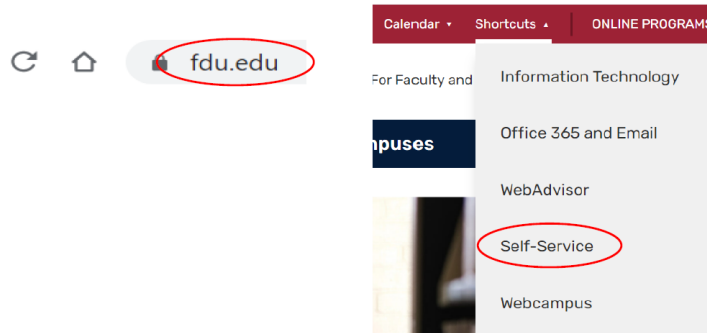 fdu.edu
Calendar Shortcuts ONLINE PROGRAMS
For Faculty and
Information Technology
Office 365 and Email
puses
WebAdvisor
Self-Service
Webcampus